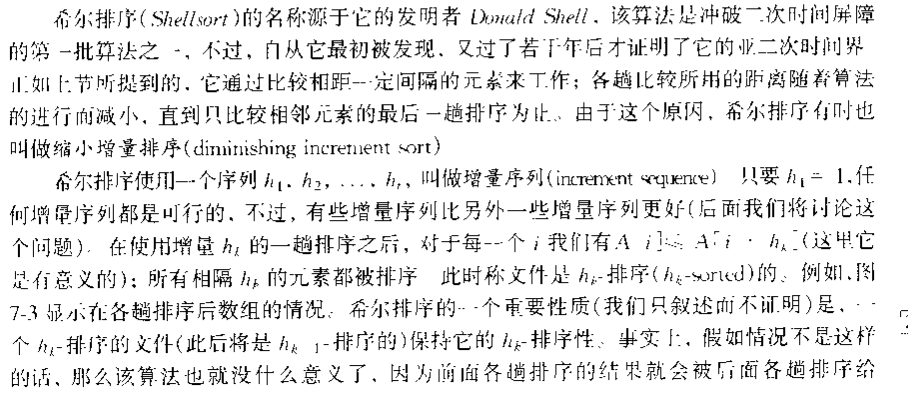 希尔排序(Shellsort)的名称源于它的发明者 Donald Shell，该算法是冲破二次时间屏障
的第一批算法之一，不过，自从它最初被发现，又过了若干年后才证明了它的亚二次时间界
正如上节所提到的，它通过比较相距一定间隔的元素来工作；各趟比较所用的距离随着算法
的进行而减小，直到只比较相邻元素的最后一趟排序为止。由于这个原因，希尔排序有时也
叫做缩小增量排序(diminishing increment sort)
希尔排序使用一个序列 h₁，h₂，...，hₜ，叫做增量序列(increment sequence) 只要 h₁ = 1，任
何增量序列都是可行的，不过，有些增量序列比另外一些增量序列更好(后面我们将讨论这
个问题)。在使用增量 hₖ 的一趟排序之后，对于每一个 i 我们有 A[i]≤ A[i + hₖ](这里它
是有意义的)；所有相隔 hₖ 的元素都被排序 此时称文件是 hₖ-排序(hₖ-sorted)的。例如，图
7-3 显示在各趟排序后数组的情况。希尔排序的一个重要性质(我们只叙述而不证明)是，一
个 hₖ-排序的文件(此后将是 hₖ₋₁-排序的)保持它的 hₖ-排序性。事实上，假如情况不是这样
的话，那么该算法也就没什么意义了，因为前面各趟排序的结果就会被后面各趟排序给